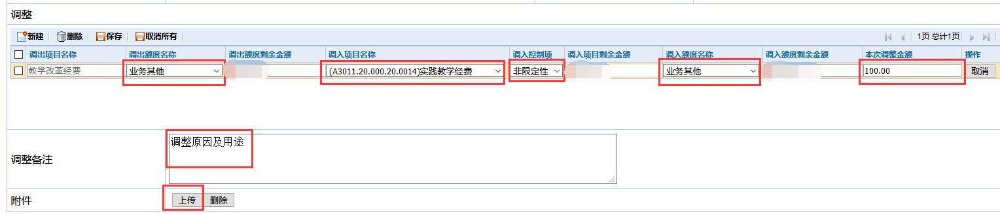 调整
新建 删除 保存 取消所有 1页 总计1页
调出项目名称 调出额度名称 调出额度剩余金额 调入项目名称 调入控制项 调入项目剩余金额 调入额度名称 调入额度剩余金额 本次调整金额 操作
教学改革经费 业务其他 (A3011.20.000.20.0014)实践教学经费 非限定性 业务其他 100.00 取消
调整原因及用途
调整备注
附件 上传 删除